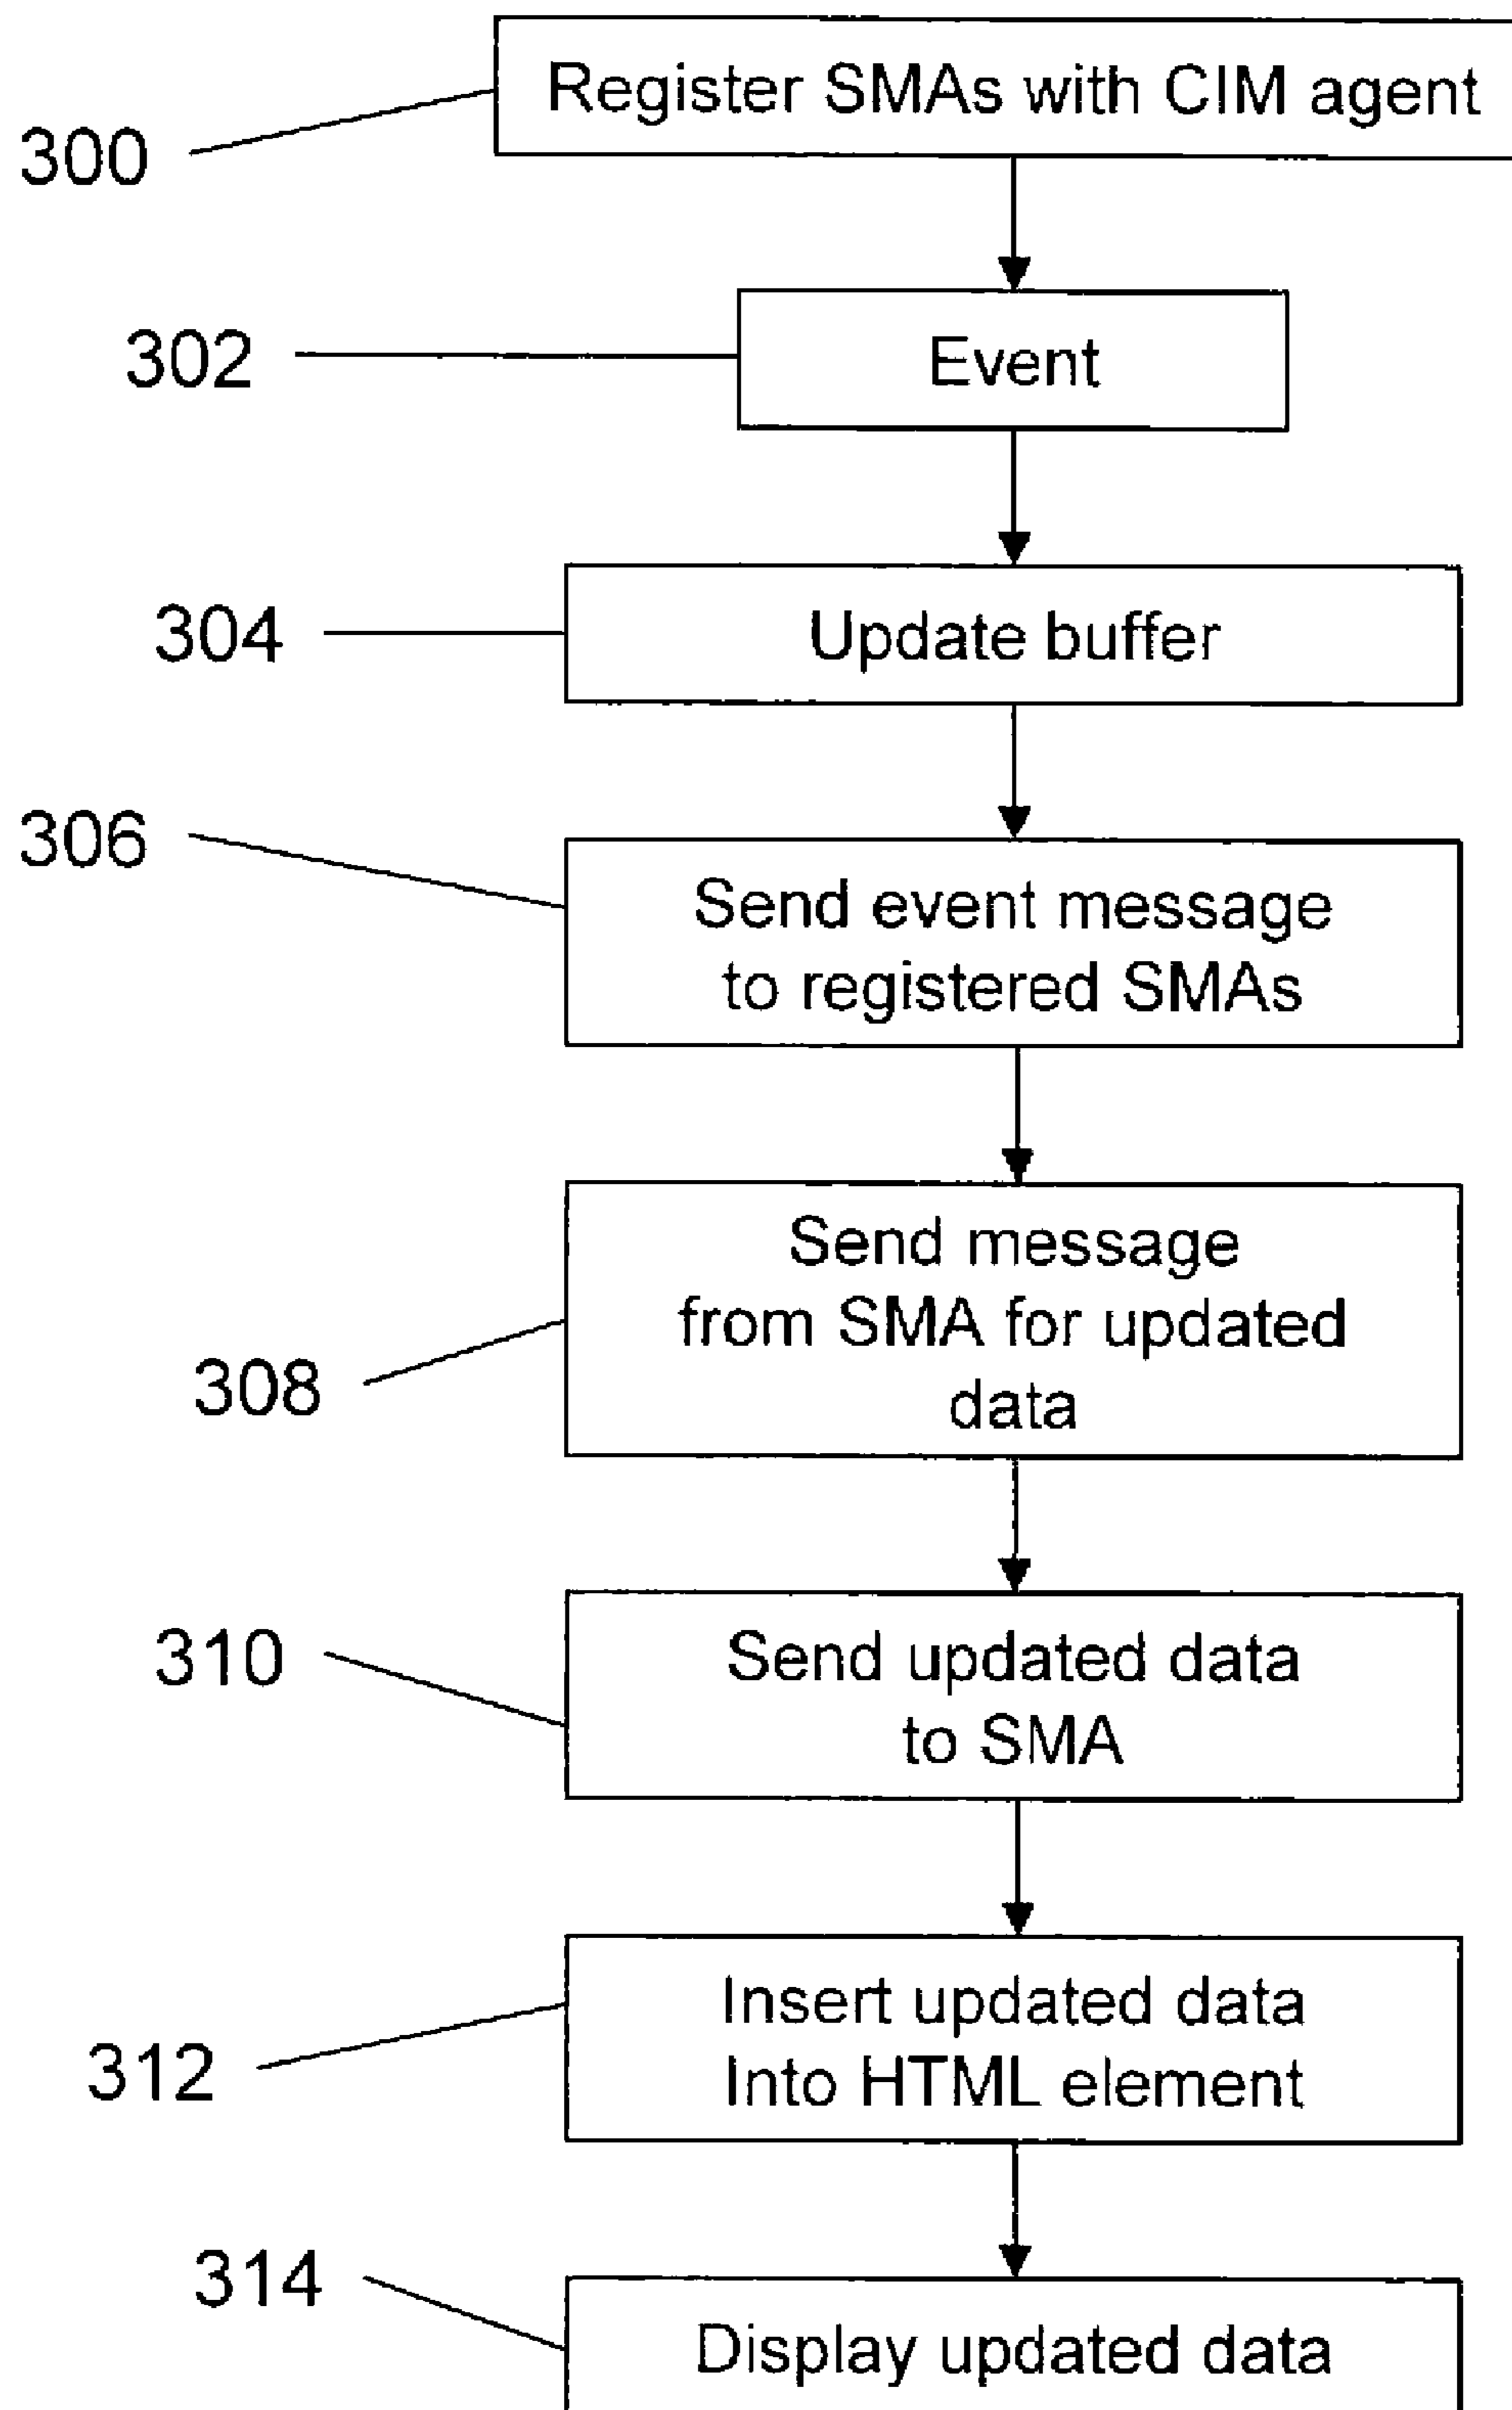 300
Register SMAs with CIM agent
302
Event
304
Update buffer
306
Send event message
to registered SMAs
308
Send message
from SMA for updated
data
310
Send updated data
to SMA
312
Insert updated data
Into HTML element
314
Display updated data